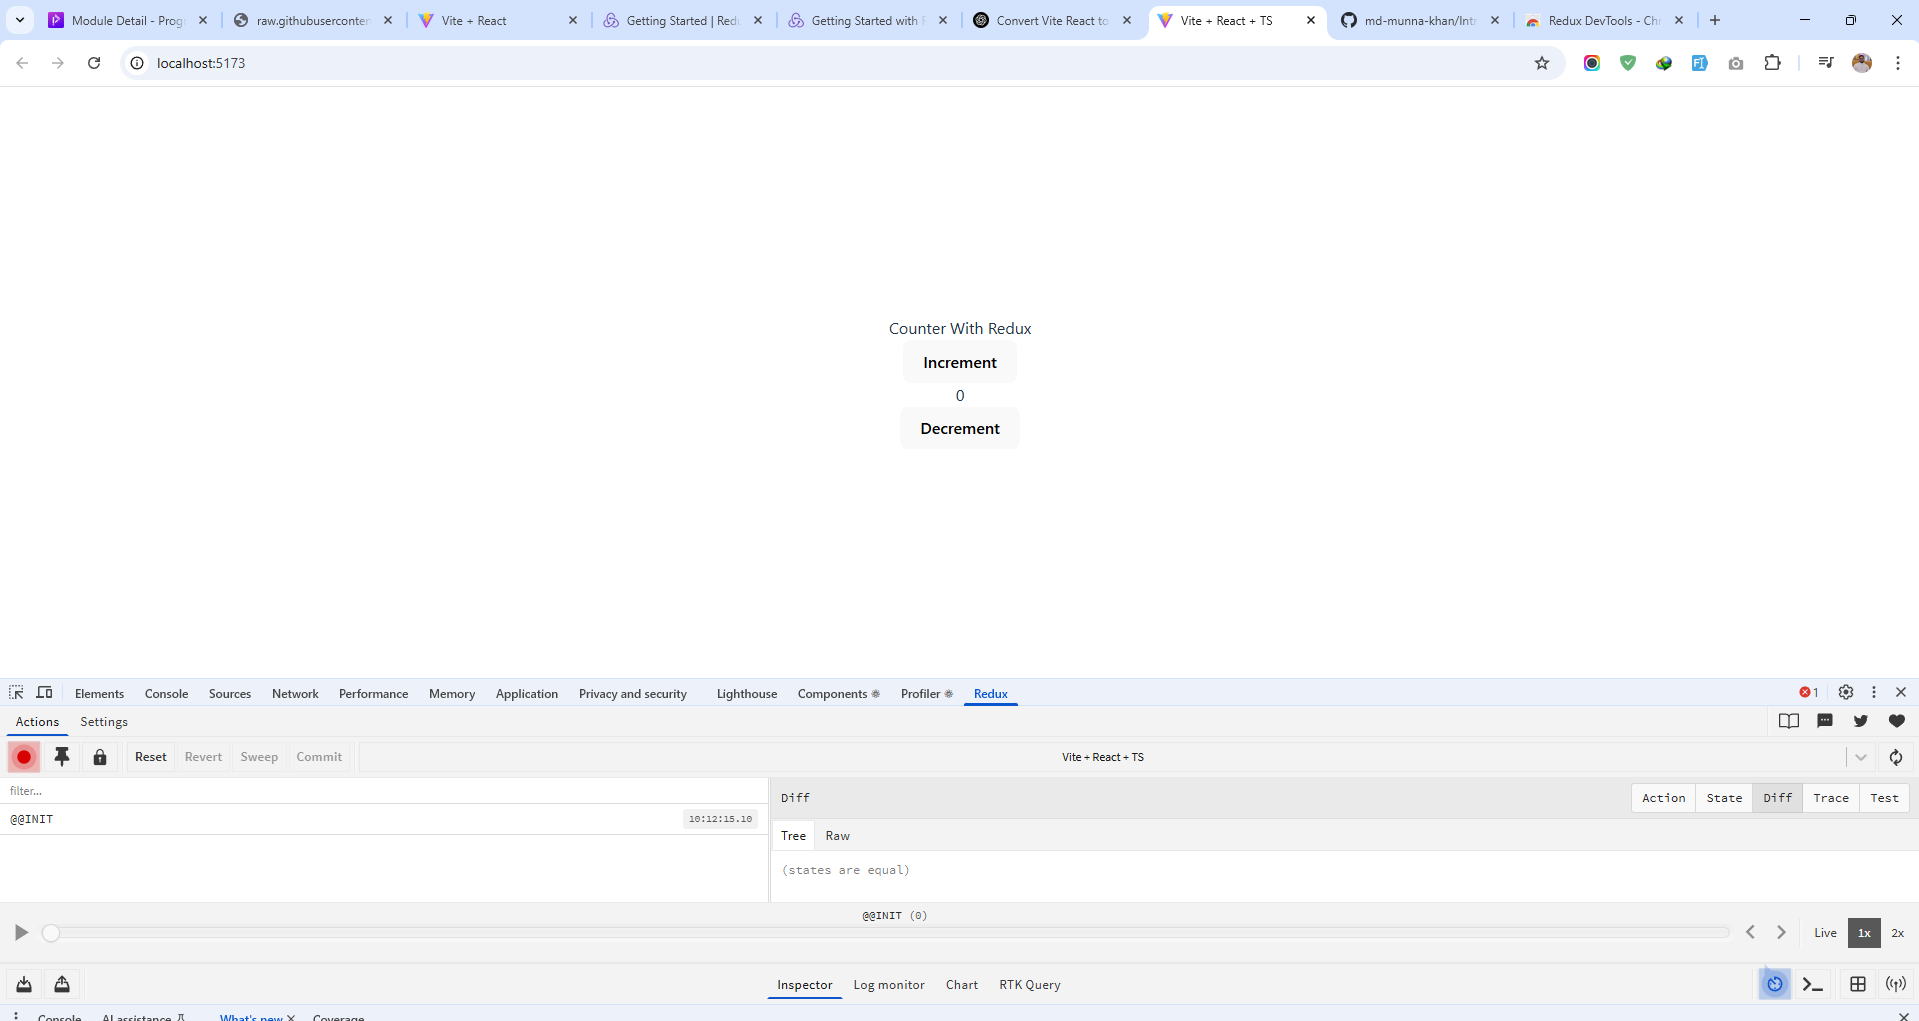 Module Detail - Prog
raw.githubuserconten
Vite + React
Getting Started | Redu
Getting Started with R
Convert Vite React to
Vite + React + TS
md-munna-khan/Intr
Redux DevTools - Chr
localhost:5173
Counter With Redux
Increment
0
Decrement
Elements Console Sources Network Performance Memory Application Privacy and security Lighthouse Components Profiler Redux 1
Actions Settings
Reset Revert Sweep Commit Vite + React + TS
filter...
@@INIT 10:12:15.10
Diff Action State Diff Trace Test
Tree Raw
(states are equal)
@@INIT (0)
Live 1x 2x
Inspector Log monitor Chart RTK Query
Console AI assistance What's new Coverage